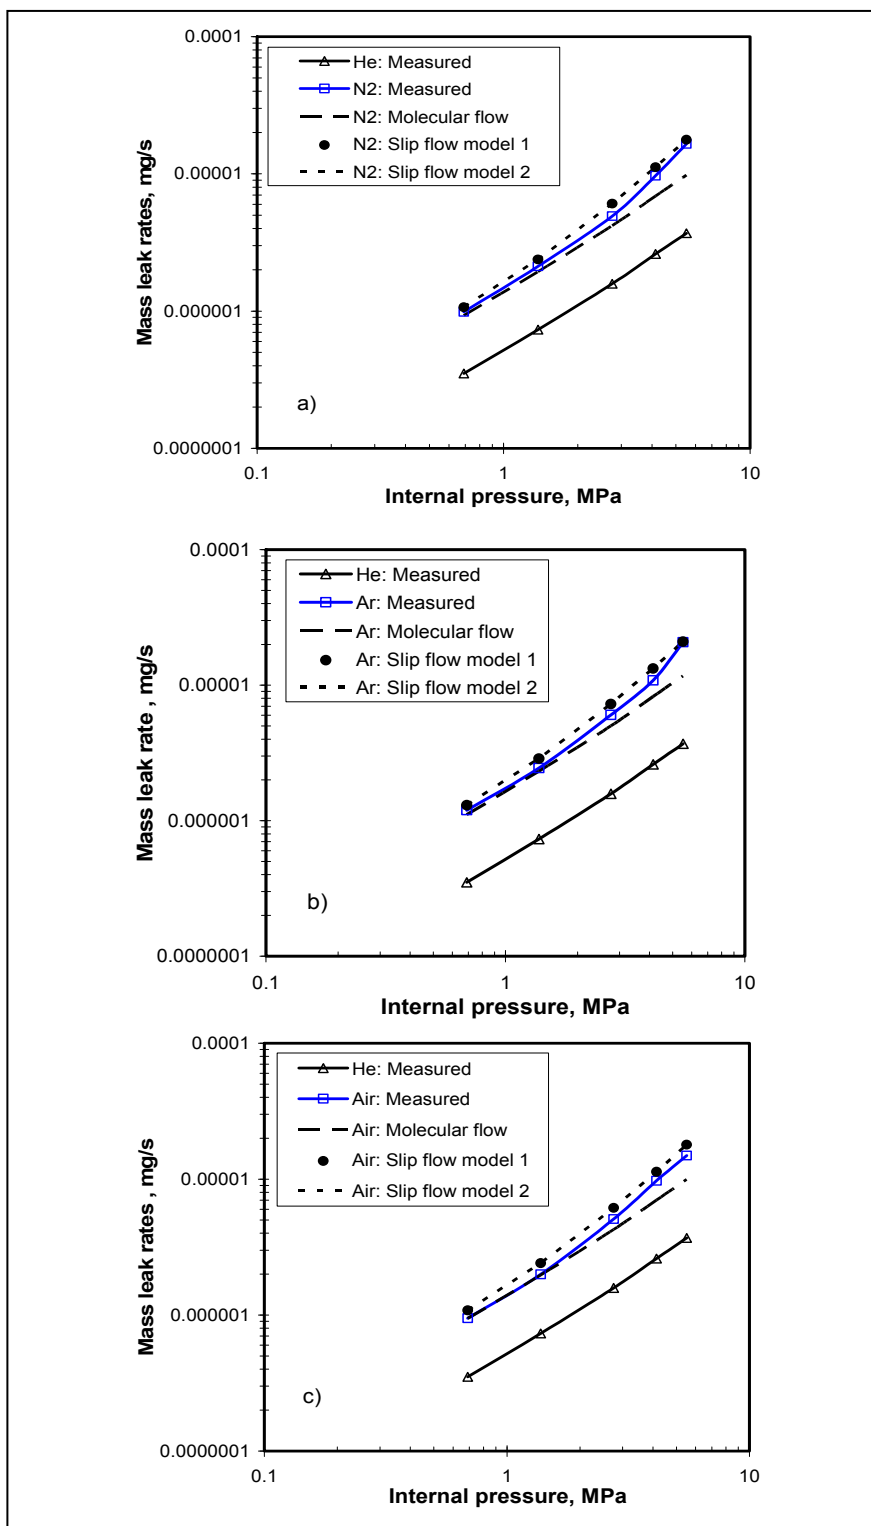 0.0001
He: Measured
N2: Measured
N2: Molecular flow
N2: Slip flow model 1
N2: Slip flow model 2
0.00001
0.000001
0.0000001
Mass leak rates, mg/s
a)
0.1 1 10
Internal pressure, MPa
0.0001
He: Measured
Ar: Measured
Ar: Molecular flow
Ar: Slip flow model 1
Ar: Slip flow model 2
0.00001
0.000001
0.0000001
Mass leak rate , mg/s
b)
0.1 1 10
Internal pressure, MPa
0.0001
He: Measured
Air: Measured
Air: Molecular flow
Air: Slip flow model 1
Air: Slip flow model 2
0.00001
0.000001
0.0000001
Mass leak rates , mg/s
c)
0.1 1 10
Internal pressure, MPa